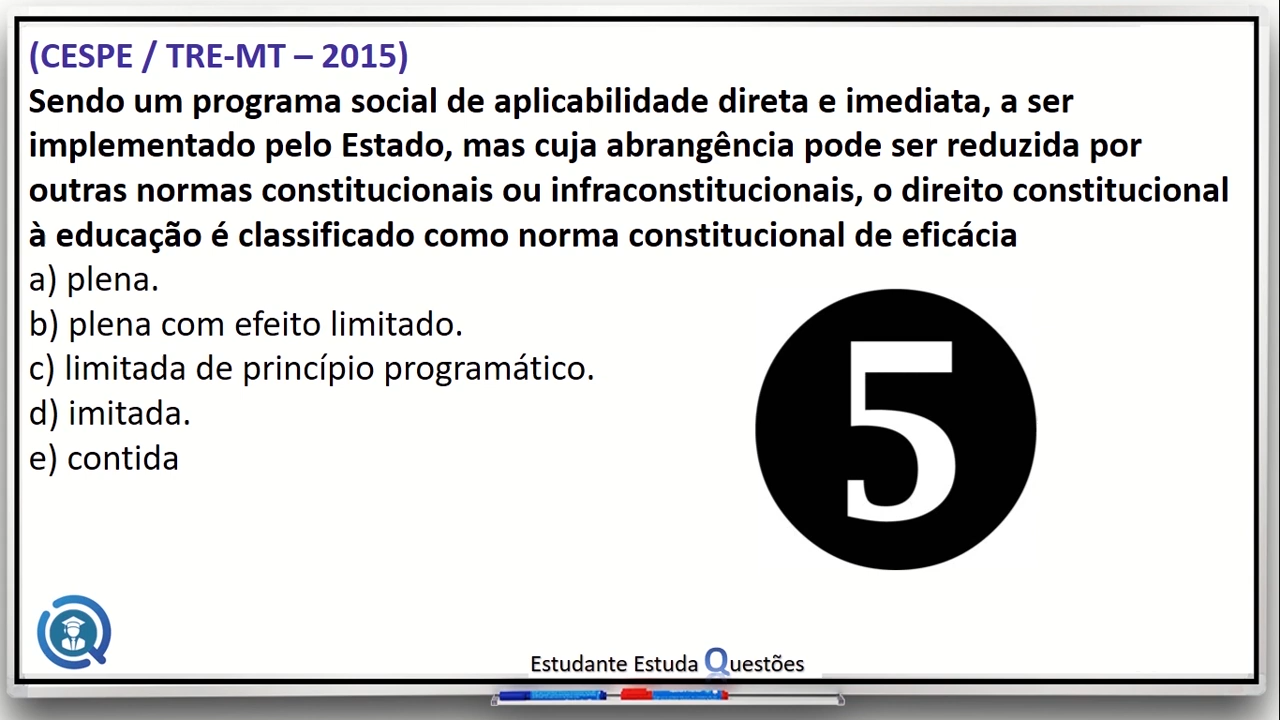 (CESPE / TRE-MT – 2015)
Sendo um programa social de aplicabilidade direta e imediata, a ser
implementado pelo Estado, mas cuja abrangência pode ser reduzida por
outras normas constitucionais ou infraconstitucionais, o direito constitucional
à educação é classificado como norma constitucional de eficácia
a) plena.
b) plena com efeito limitado.
c) limitada de princípio programático.
d) imitada.
e) contida
5
Estudante Estuda Questões